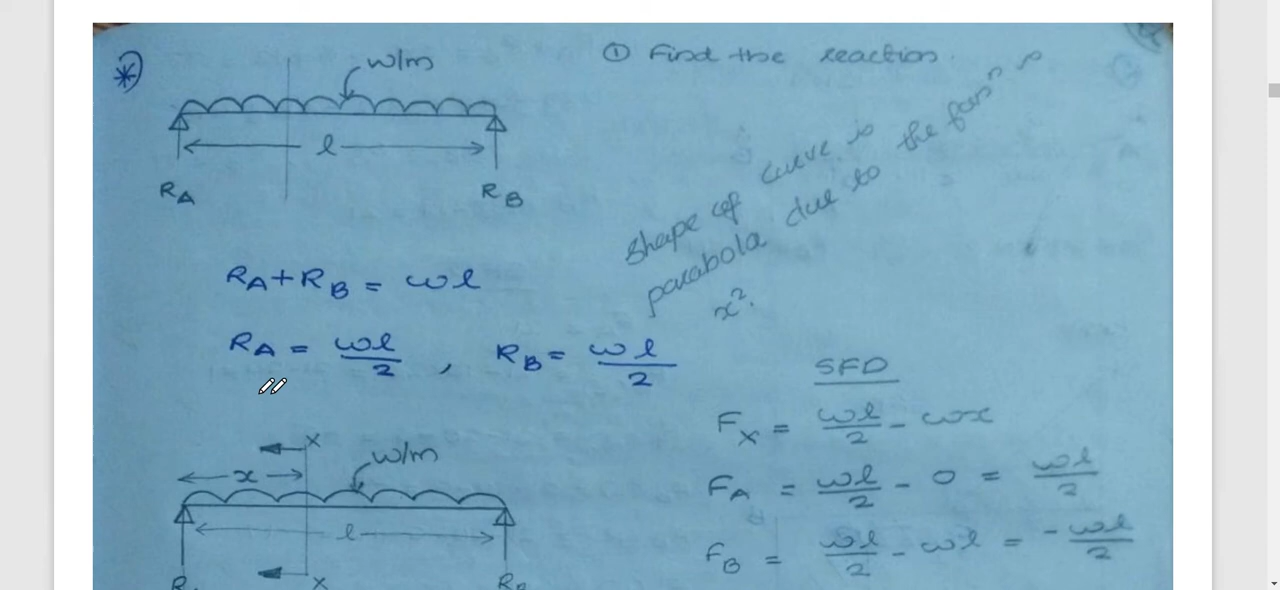 w/m
① Find the reaction.
l
RA
RB
shape of curve is
parabola due to the
x².
RA+RB = wl
RA = wl/2 , RB = wl/2
SFD
Fx = wl/2 - wx
FA = wl/2 - 0 = wl/2
FB = wl/2 - wl = -wl/2
x
w/m
x
l
x